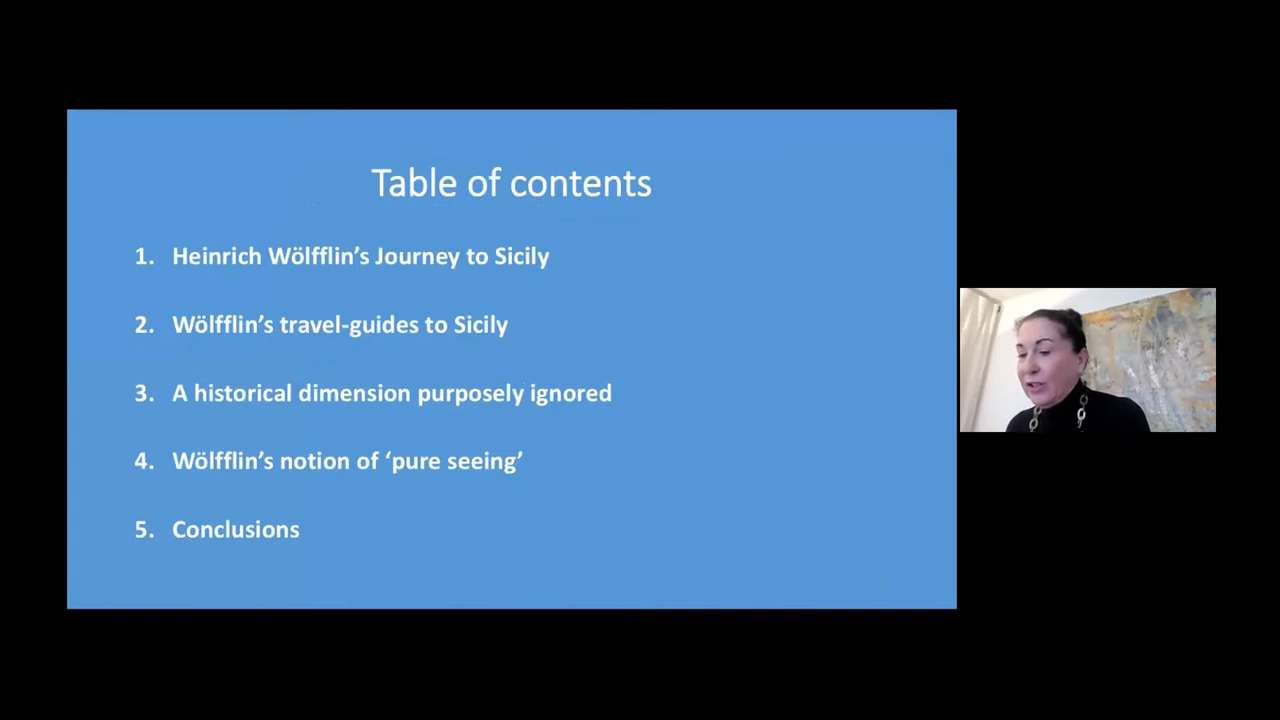 Table of contents
1. Heinrich Wölfflin’s Journey to Sicily
2. Wölfflin’s travel-guides to Sicily
3. A historical dimension purposely ignored
4. Wölfflin’s notion of ‘pure seeing’
5. Conclusions